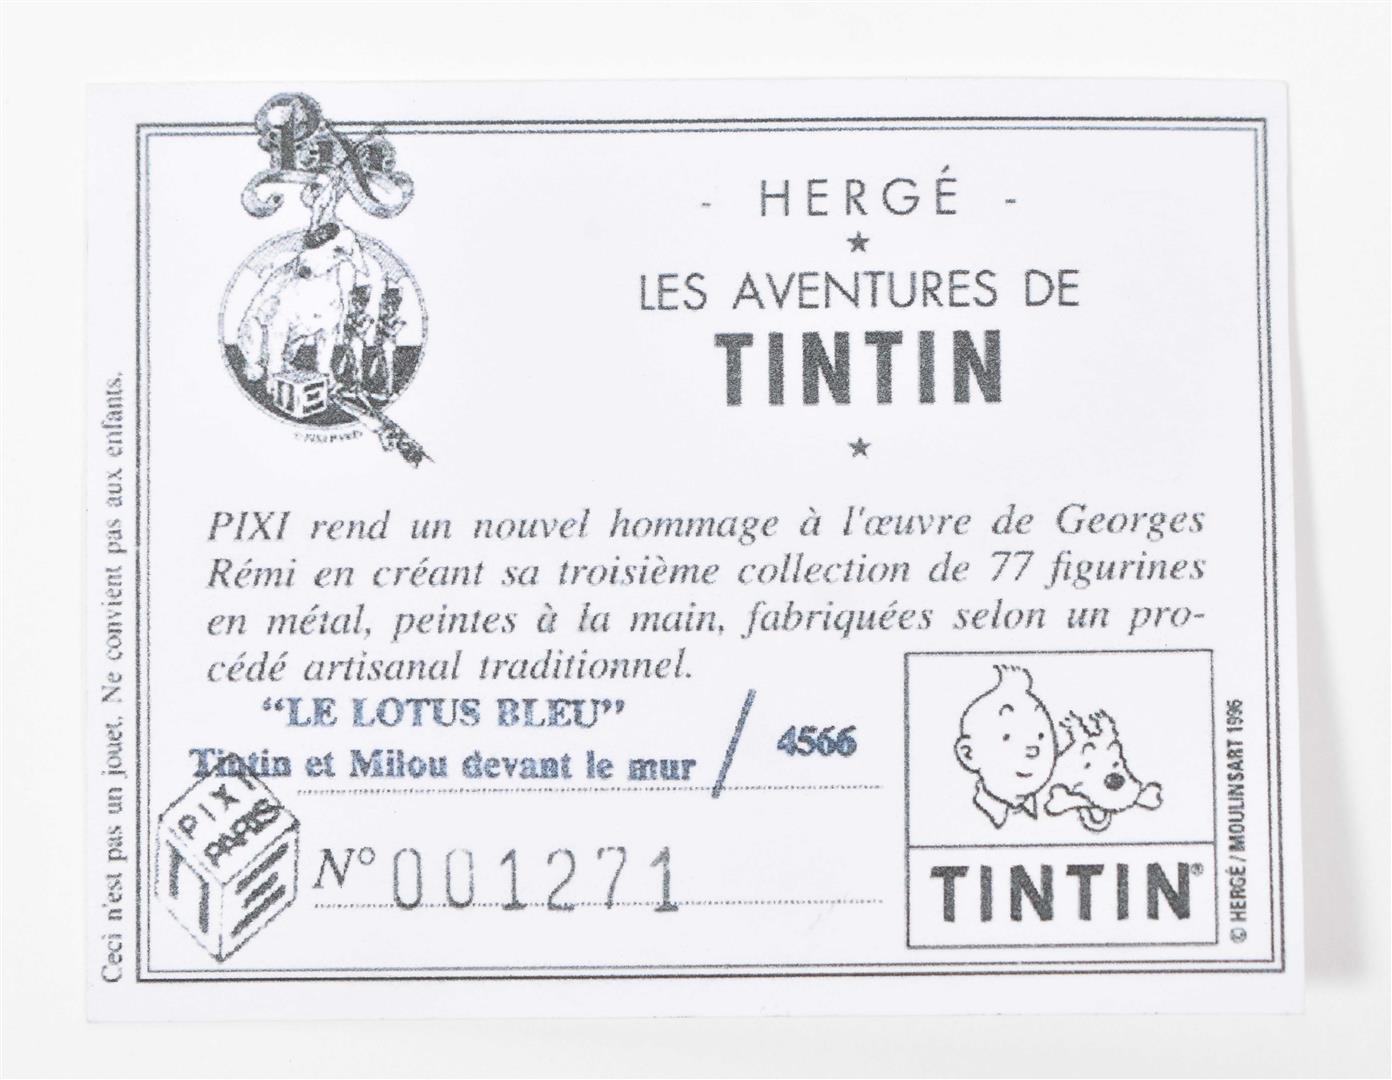 - HERGÉ -
LES AVENTURES DE
TINTIN
PIXI rend un nouvel hommage à l'œuvre de Georges
Rémi en créant sa troisième collection de 77 figurines
en métal, peintes à la main, fabriquées selon un pro-
cédé artisanal traditionnel.
“LE LOTUS BLEU”
Tintin et Milou devant le mur / 4566
PIXI
PARIS
N° 001271
TINTIN®
© HERGÉ / MOULINSART 1996
Ceci n'est pas un jouet. Ne convient pas aux enfants.